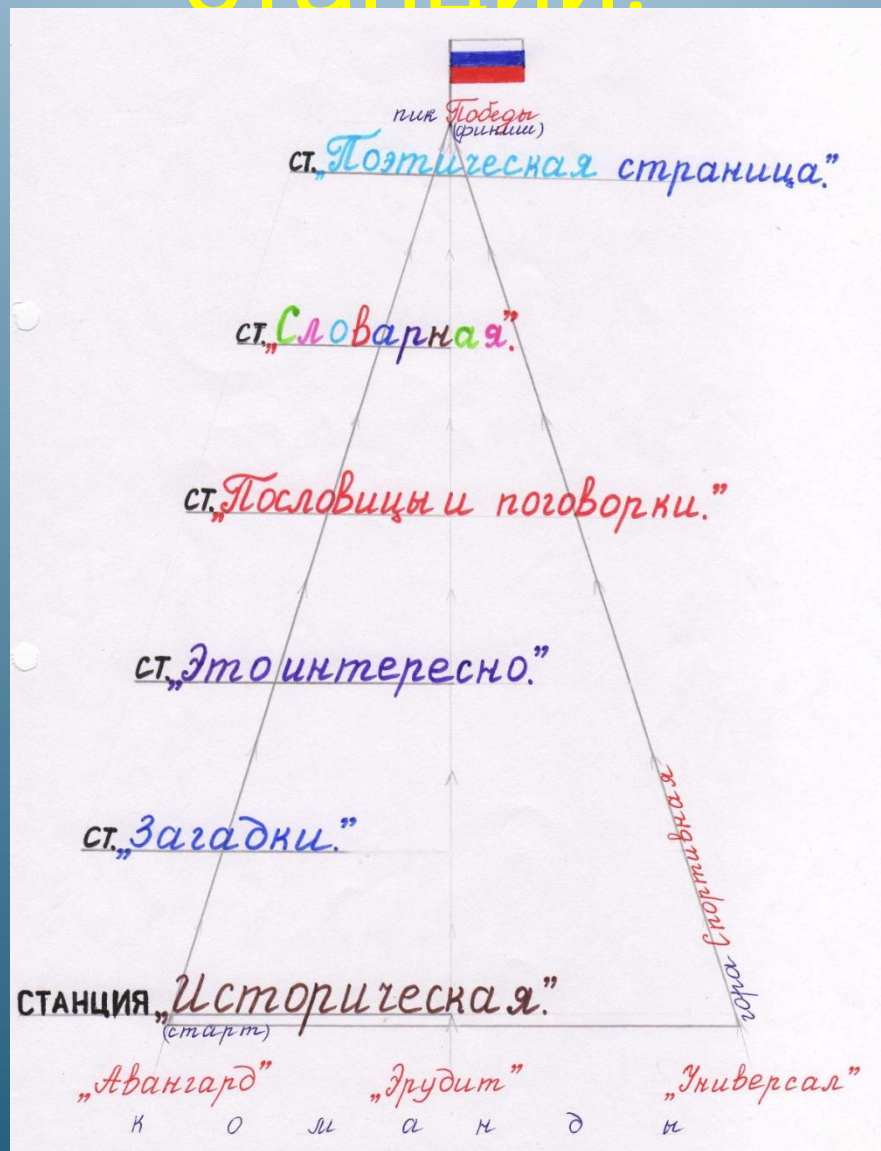 станции.
пик Победы
(финиш)
ст. „Поэтическая страница."
ст. „Словарная".
ст. „Пословицы и поговорки."
ст. „Это интересно."
ст. „Загадки."
СТАНЦИЯ „Историческая".
(старт)
гора Спортивная
„Авангард" „Эрудит" „Универсал"
к о м а н д ы